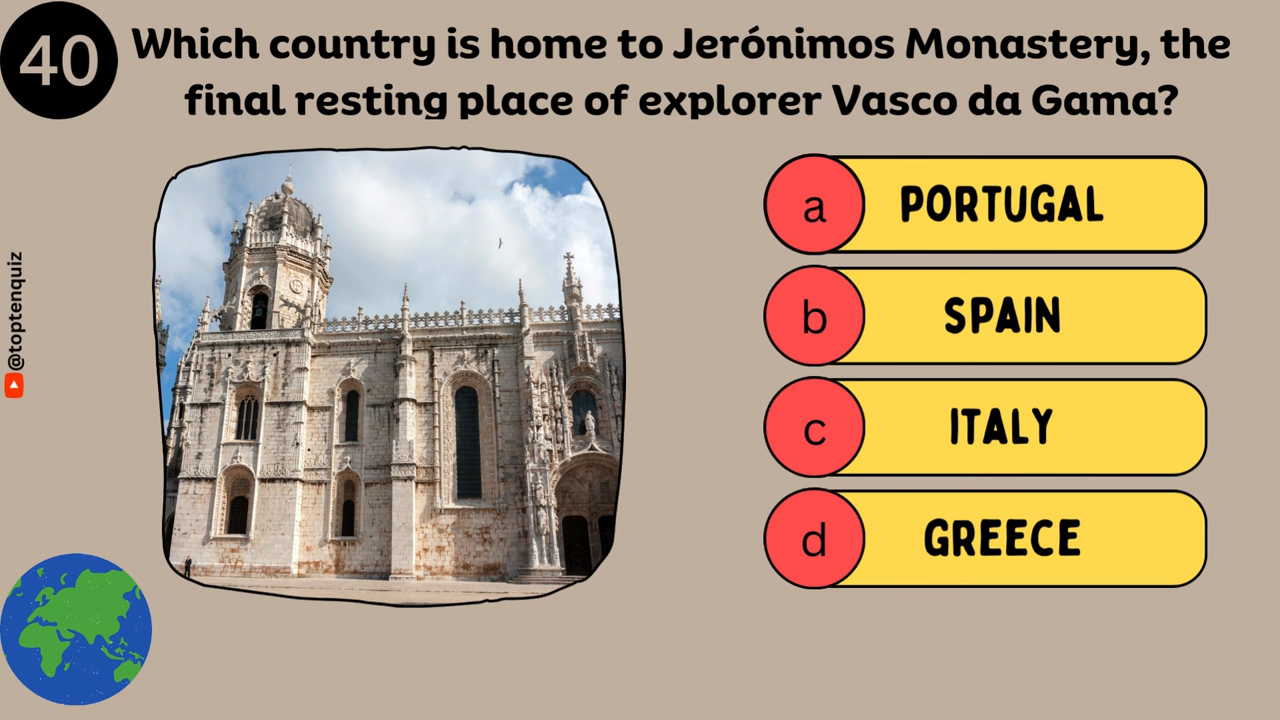 40
Which country is home to Jerónimos Monastery, the
final resting place of explorer Vasco da Gama?
a PORTUGAL
b SPAIN
c ITALY
d GREECE
@toptenquiz